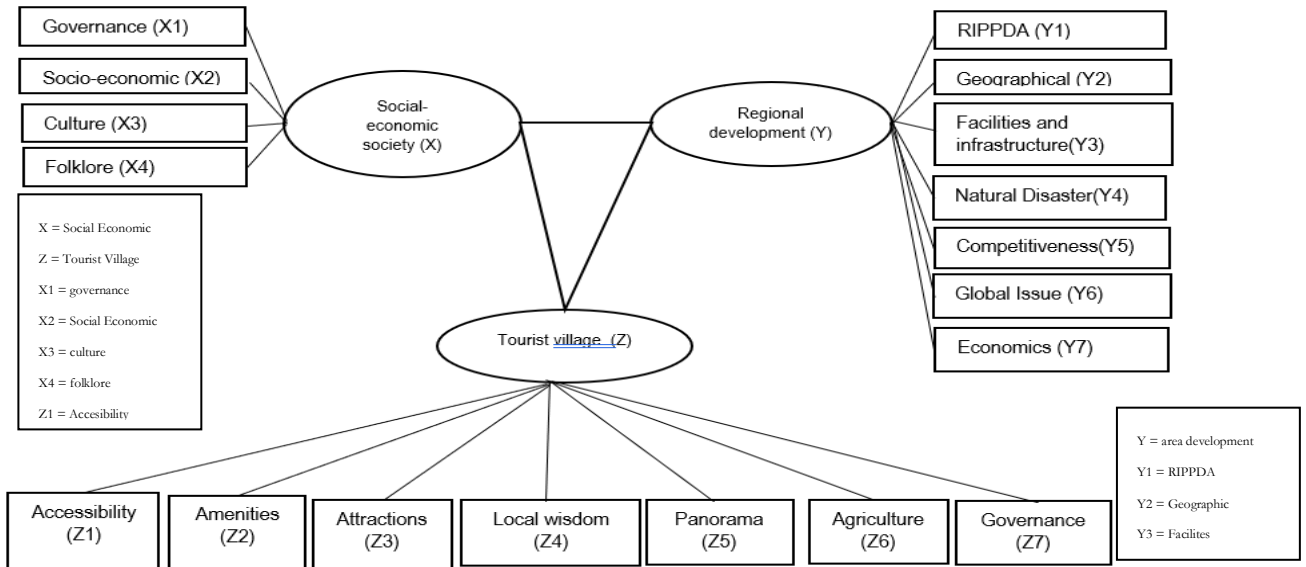 Governance (X1)
Socio-economic (X2)
Culture (X3)
Folklore (X4)
Social-
economic
society (X)
Regional
development (Y)
RIPPDA (Y1)
Geographical (Y2)
Facilities and
infrastructure(Y3)
Natural Disaster(Y4)
Competitiveness(Y5)
Global Issue (Y6)
Economics (Y7)
X = Social Economic
Z = Tourist Village
X1 = governance
X2 = Social Economic
X3 = culture
X4 = folklore
Z1 = Accesibility
Tourist village (Z)
Accessibility
(Z1)
Amenities
(Z2)
Attractions
(Z3)
Local wisdom
(Z4)
Panorama
(Z5)
Agriculture
(Z6)
Governance
(Z7)
Y = area development
Y1 = RIPPDA
Y2 = Geographic
Y3 = Facilites